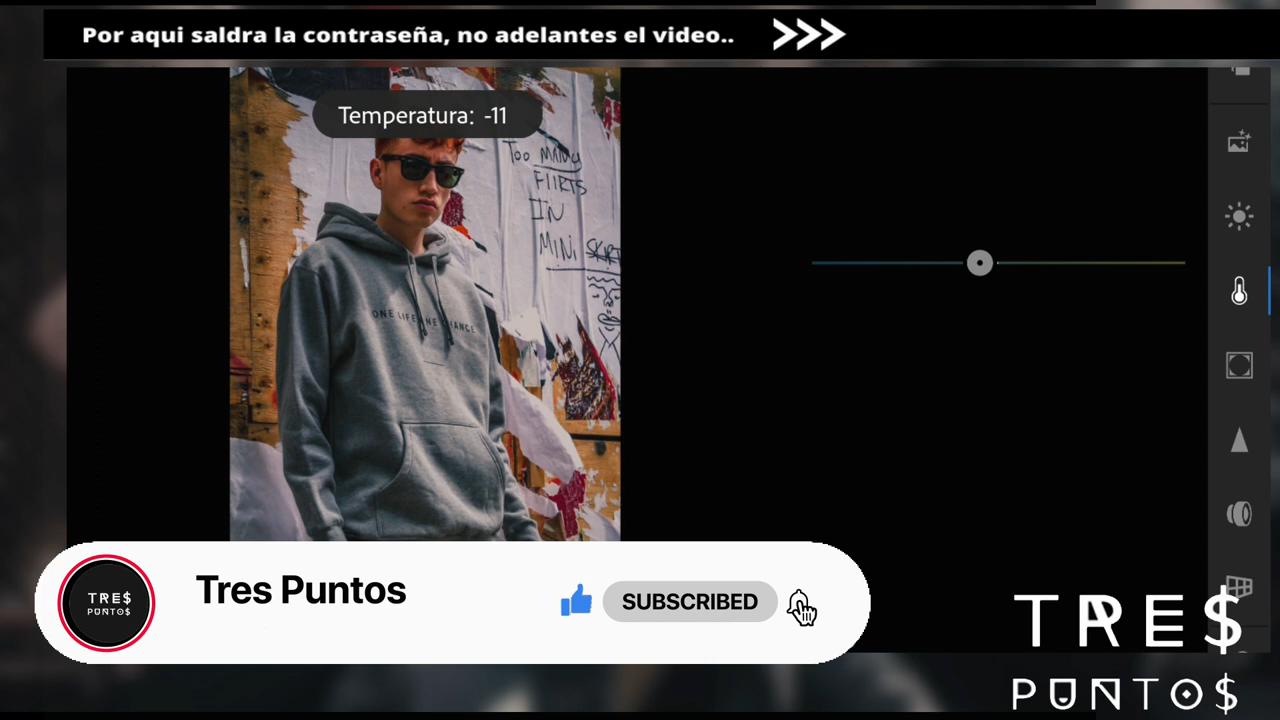 Por aqui saldra la contraseña, no adelantes el video..
Temperatura: -11
Too MANY
FlIRTS
IN
MINI SKIRT
ONE LIFE ONE CHANCE
TRE$
PUNTO$
Tres Puntos
SUBSCRIBED
TRE$
PUNTO$